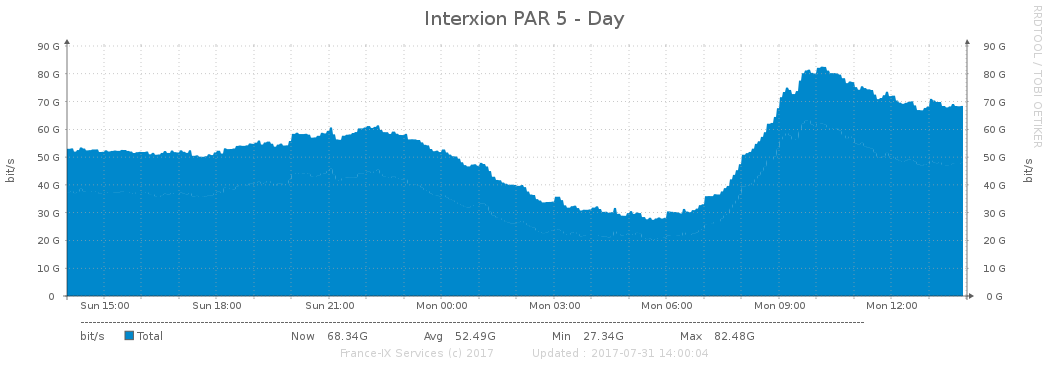 Interxion PAR 5 - Day
RRDTOOL / TOBI OETIKER
bit/s
90 G
80 G
70 G
60 G
50 G
40 G
30 G
20 G
10 G
0
90 G
80 G
70 G
60 G
50 G
40 G
30 G
20 G
10 G
0 G
bit/s
Sun 15:00 Sun 18:00 Sun 21:00 Mon 00:00 Mon 03:00 Mon 06:00 Mon 09:00 Mon 12:00
bit/s Total Now 68.34G Avg 52.49G Min 27.34G Max 82.48G
France-IX Services (c) 2017 Updated : 2017-07-31 14:00:04